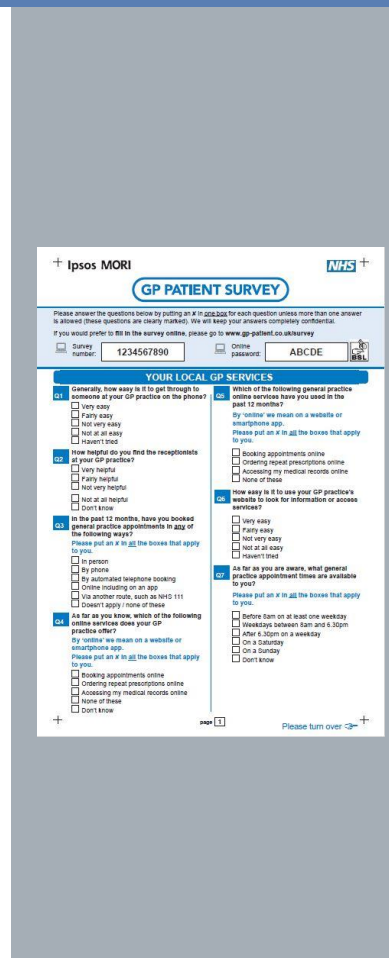 Ipsos MORI
NHS
GP PATIENT SURVEY
Please answer the questions below by putting an x in one box for each question unless more than one answer
is allowed (these questions are clearly marked). We will keep your answers completely confidential.
If you would prefer to fill in the survey online, please go to www.gp-patient.co.uk/survey
Survey
number:
1234567890
Online
password:
ABCDE
BSL
YOUR LOCAL GP SERVICES
Q1
Generally, how easy is it to get through to
someone at your GP practice on the phone?
Very easy
Fairly easy
Not very easy
Not at all easy
Haven't tried
Q2
How helpful do you find the receptionists
at your GP practice?
Very helpful
Fairly helpful
Not very helpful
Not at all helpful
Don't know
Q3
In the past 12 months, have you booked
general practice appointments in any of
the following ways?
Please put an x in all the boxes that apply
to you.
In person
By phone
By automated telephone booking
Online including on an app
Via another route, such as NHS 111
Doesn't apply / none of these
Q4
As far as you know, which of the following
online services does your GP
practice offer?
By 'online' we mean on a website or
smartphone app.
Please put an x in all the boxes that apply
to you.
Booking appointments online
Ordering repeat prescriptions online
Accessing my medical records online
None of these
Don't know
Q5
Which of the following general practice
online services have you used in the
past 12 months?
By 'online' we mean on a website or
smartphone app.
Please put an x in all the boxes that apply
to you.
Booking appointments online
Ordering repeat prescriptions online
Accessing my medical records online
None of these
Q6
How easy is it to use your GP practice's
website to look for information or access
services?
Very easy
Fairly easy
Not very easy
Not at all easy
Haven't tried
Q7
As far as you are aware, what general
practice appointment times are available
to you?
Please put an x in all the boxes that apply
to you.
Before 8am on at least one weekday
Weekdays between 8am and 6.30pm
After 6.30pm on a weekday
On a Saturday
On a Sunday
Don't know
page 1
Please turn over